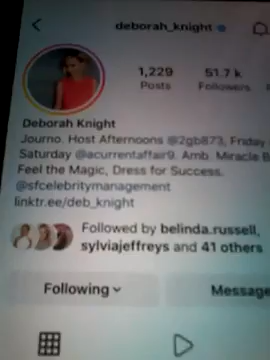 deborah_knight
1,229 51.7 k
Posts Followers
Deborah Knight
Journo. Host Afternoons @2gb873, Friday
Saturday @acurrentaffair9. Amb. Miracle B
Feel the Magic, Dress for Success.
@sfcelebritymanagement
linktr.ee/deb_knight
Followed by belinda.russell,
sylviajeffreys and 41 others
Following Message